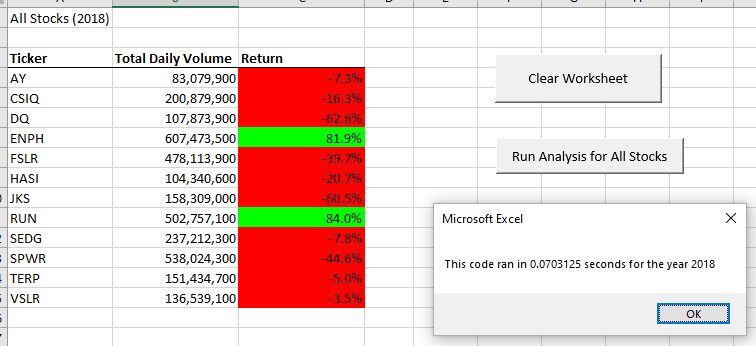 All Stocks (2018)
Ticker Total Daily Volume Return
AY 83,079,900 -7.3%
CSIQ 200,879,900 -16.3%
DQ 107,873,900 -62.6%
ENPH 607,473,500 81.9%
FSLR 478,113,900 -39.7%
HASI 104,340,600 -20.7%
JKS 158,309,000 -60.5%
RUN 502,757,100 84.0%
SEDG 237,212,300 -7.8%
SPWR 538,024,300 -44.6%
TERP 151,434,700 -5.0%
VSLR 136,539,100 -3.5%
Clear Worksheet
Run Analysis for All Stocks
Microsoft Excel
This code ran in 0.0703125 seconds for the year 2018
OK